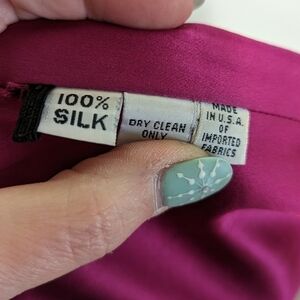 100%
SILK
DRY CLEAN
ONLY
MADE
IN U.S.A.
OF
IMPORTED
FABRICS